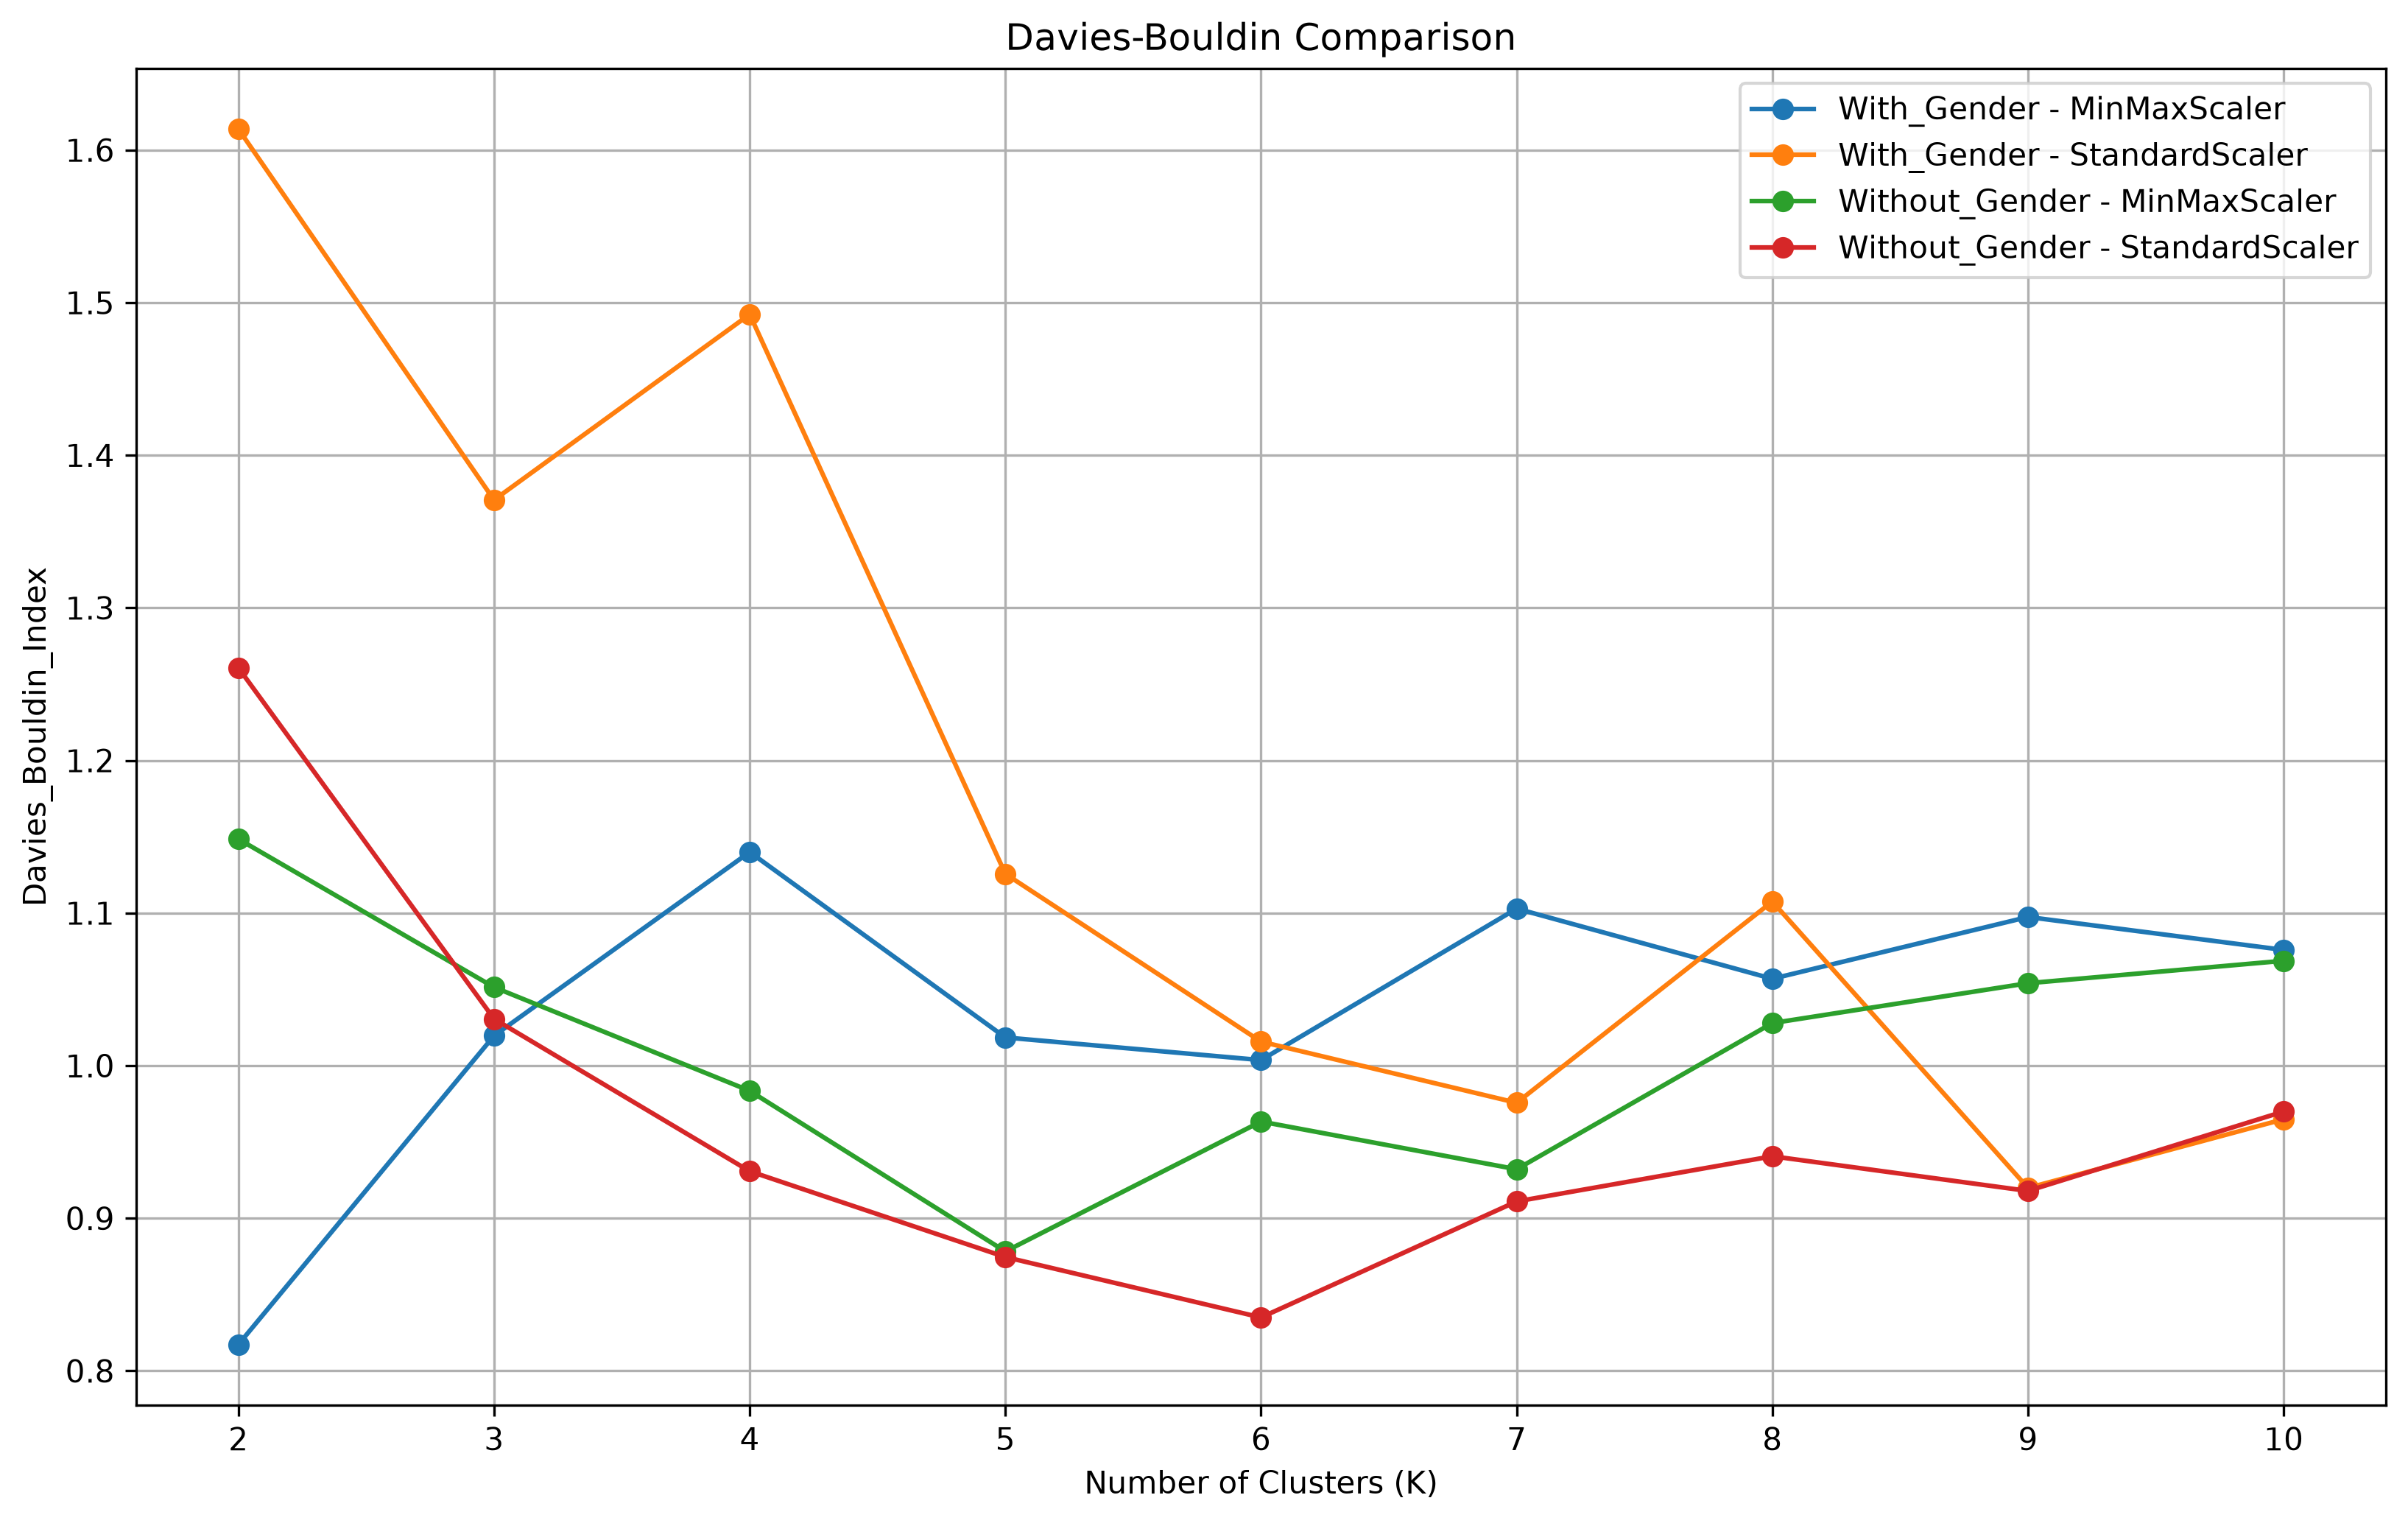 Davies-Bouldin Comparison
With_Gender - MinMaxScaler
With_Gender - StandardScaler
Without_Gender - MinMaxScaler
Without_Gender - StandardScaler
Davies_Bouldin_Index
1.6
1.5
1.4
1.3
1.2
1.1
1.0
0.9
0.8
2 3 4 5 6 7 8 9 10
Number of Clusters (K)